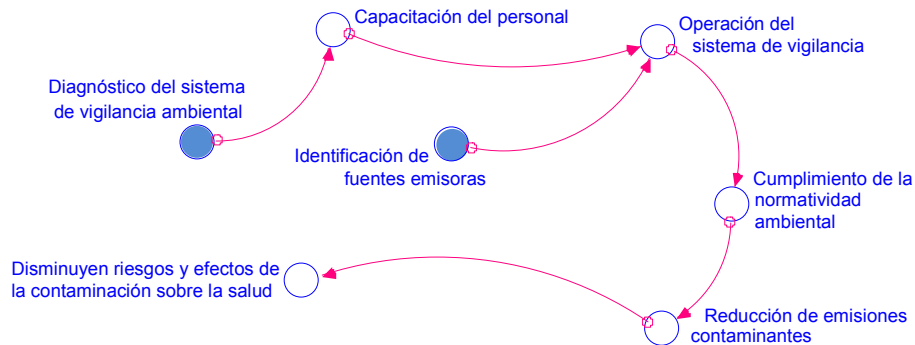 Capacitación del personal
Operación del
sistema de vigilancia
Diagnóstico del sistema
de vigilancia ambiental
Identificación de
fuentes emisoras
Cumplimiento de la
normatividad
ambiental
Disminuyen riesgos y efectos de
la contaminación sobre la salud
Reducción de emisiones
contaminantes